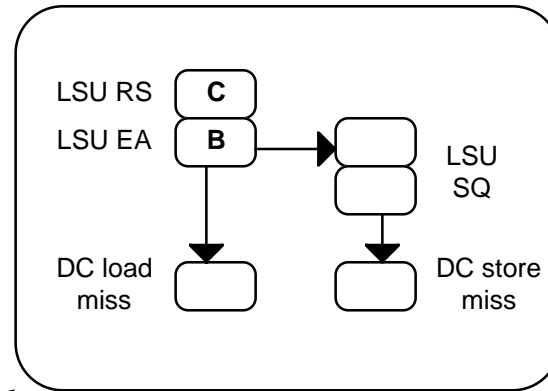 LSU RS
C
LSU EA
B
LSU
SQ
DC load
miss
DC store
miss